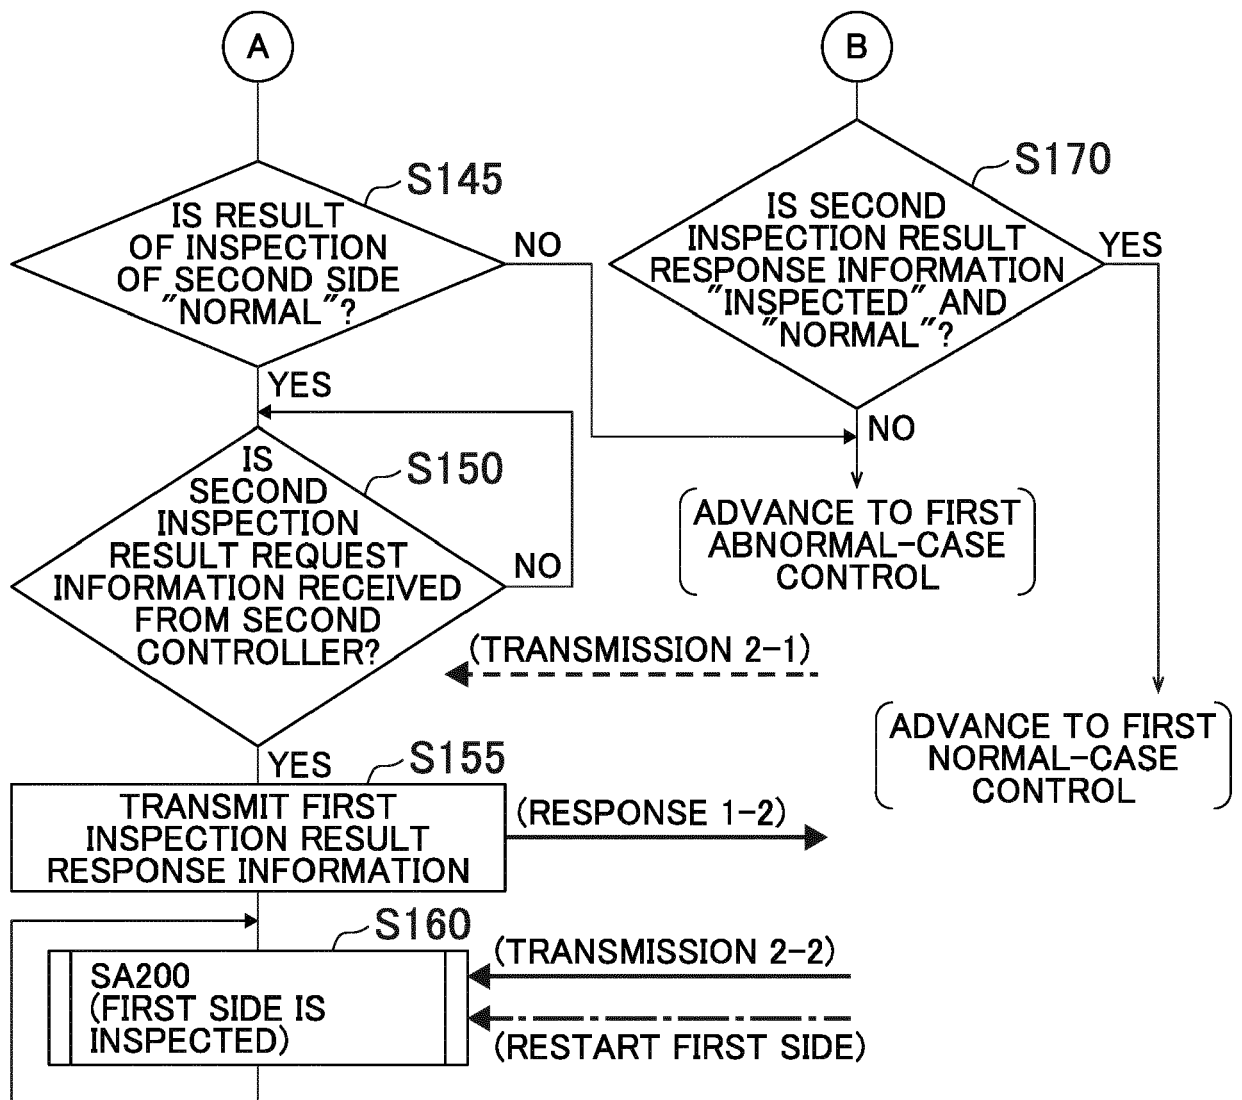 A
S145
IS RESULT
OF INSPECTION
OF SECOND SIDE
"NORMAL"?
NO
YES
IS
SECOND
INSPECTION
RESULT REQUEST
INFORMATION RECEIVED
FROM SECOND
CONTROLLER?
S150
NO
(TRANSMISSION 2-1)
YES
S155
TRANSMIT FIRST
INSPECTION RESULT
RESPONSE INFORMATION
(RESPONSE 1-2)
S160
SA200
(FIRST SIDE IS
INSPECTED)
(TRANSMISSION 2-2)
(RESTART FIRST SIDE)
B
S170
IS SECOND
INSPECTION RESULT
RESPONSE INFORMATION
"INSPECTED" AND
"NORMAL"?
YES
NO
ADVANCE TO FIRST
ABNORMAL-CASE
CONTROL
ADVANCE TO FIRST
NORMAL-CASE
CONTROL